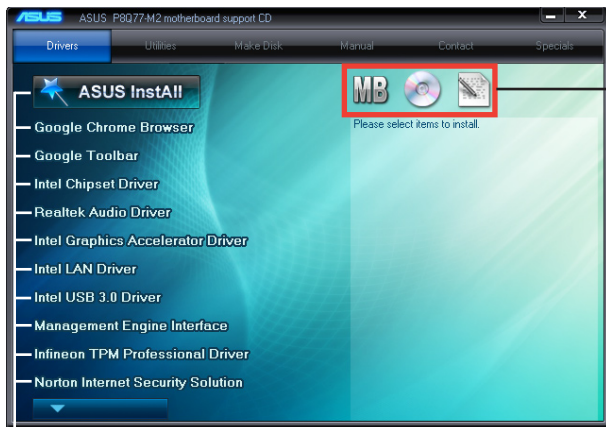 ASUS ASUS P8Q77-M2 motherboard support CD
Drivers Utilities Make Disk Manual Contact Specials
ASUS InstAll
MB
Please select items to install.
Google Chrome Browser
Google Toolbar
Intel Chipset Driver
Realtek Audio Driver
Intel Graphics Accelerator Driver
Intel LAN Driver
Intel USB 3.0 Driver
Management Engine Interface
Infineon TPM Professional Driver
Norton Internet Security Solution